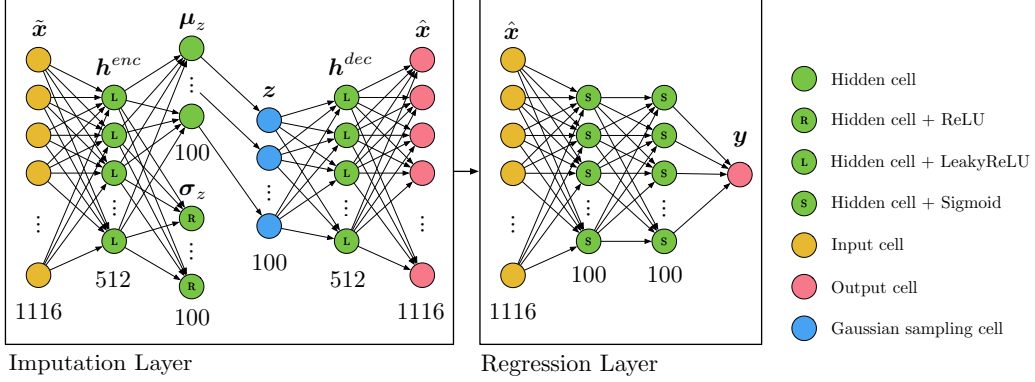 x̃
h^{enc}
μ_z
z
h^{dec}
x̂
L
L
L
L
...
1116
512
...
100
σ_z
R
...
R
100
...
100
L
L
L
...
L
512
...
1116
Imputation Layer
x̂
...
1116
S
S
S
...
S
100
S
S
S
...
S
100
y
Regression Layer
Hidden cell
R Hidden cell + ReLU
L Hidden cell + LeakyReLU
S Hidden cell + Sigmoid
Input cell
Output cell
Gaussian sampling cell